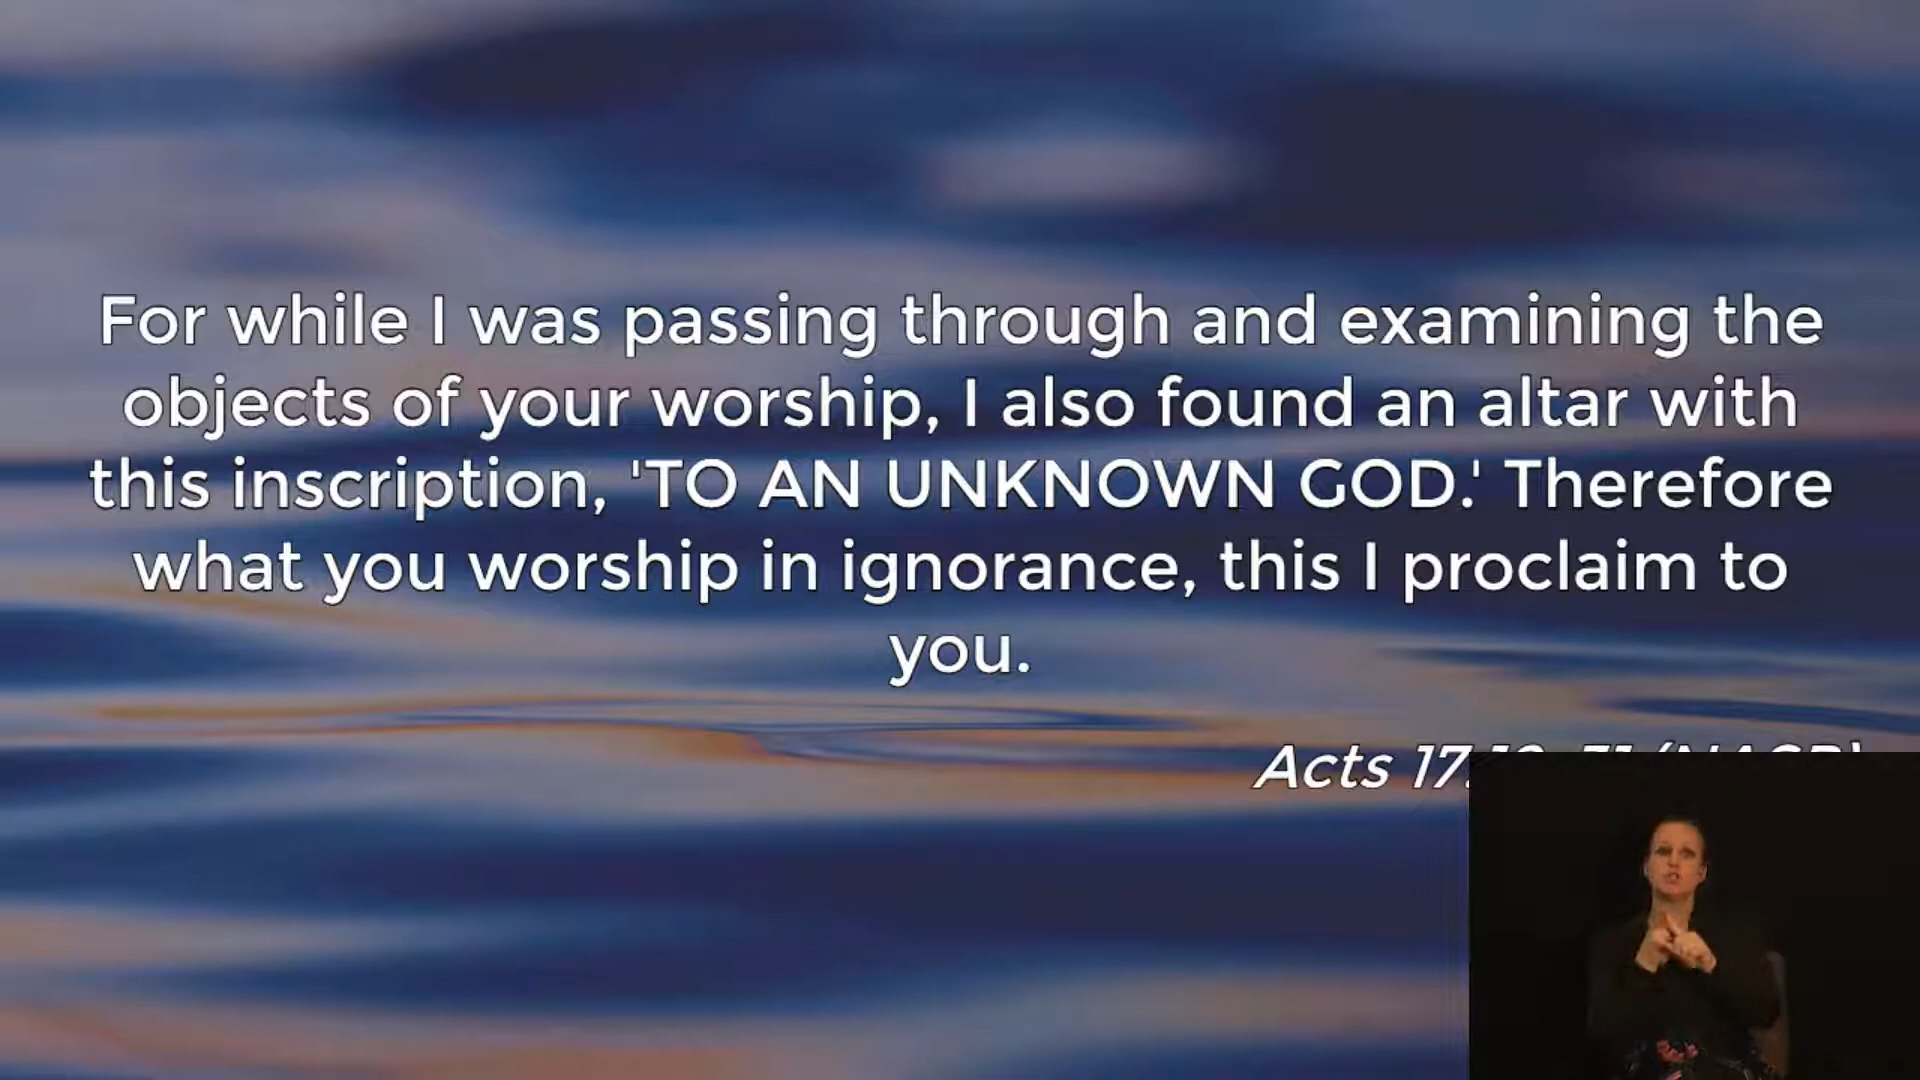 For while I was passing through and examining the
objects of your worship, I also found an altar with
this inscription, 'TO AN UNKNOWN GOD.' Therefore
what you worship in ignorance, this I proclaim to
you.
Acts 17